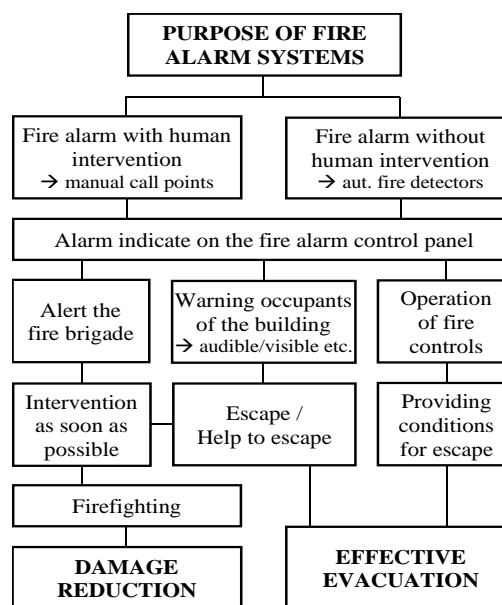 PURPOSE OF FIRE
ALARM SYSTEMS
Fire alarm with human
intervention
→ manual call points
Fire alarm without
human intervention
→ aut. fire detectors
Alarm indicate on the fire alarm control panel
Alert the
fire brigade
Warning occupants
of the building
→ audible/visible etc.
Operation
of fire
controls
Intervention
as soon as
possible
Escape /
Help to escape
Providing
conditions
for escape
Firefighting
DAMAGE
REDUCTION
EFFECTIVE
EVACUATION